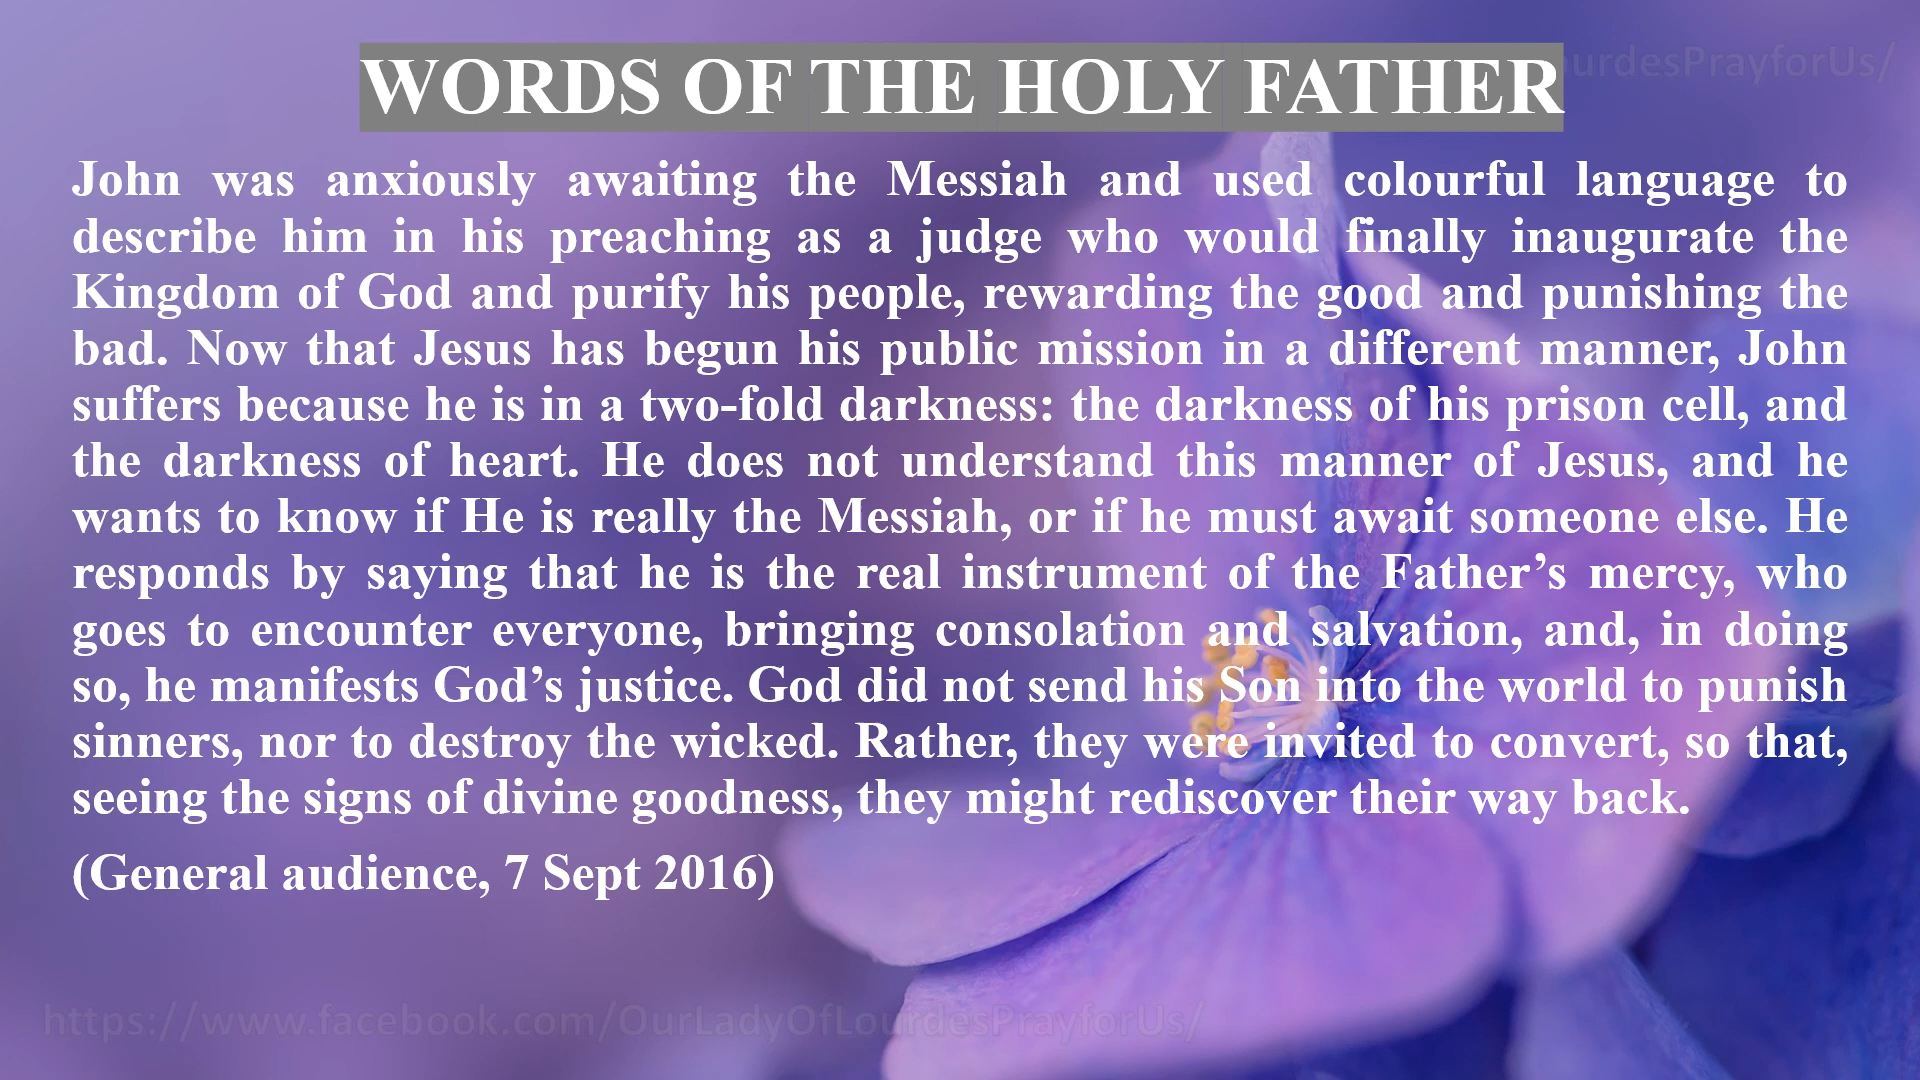 WORDS OF THE HOLY FATHER
urdesPrayforUs/
John was anxiously awaiting the Messiah and used colourful language to
describe him in his preaching as a judge who would finally inaugurate the
Kingdom of God and purify his people, rewarding the good and punishing the
bad. Now that Jesus has begun his public mission in a different manner, John
suffers because he is in a two-fold darkness: the darkness of his prison cell, and
the darkness of heart. He does not understand this manner of Jesus, and he
wants to know if He is really the Messiah, or if he must await someone else. He
responds by saying that he is the real instrument of the Father’s mercy, who
goes to encounter everyone, bringing consolation and salvation, and, in doing
so, he manifests God’s justice. God did not send his Son into the world to punish
sinners, nor to destroy the wicked. Rather, they were invited to convert, so that,
seeing the signs of divine goodness, they might rediscover their way back.
(General audience, 7 Sept 2016)
https://www.facebook.com/OurLadyOfLourdesPrayforUs/